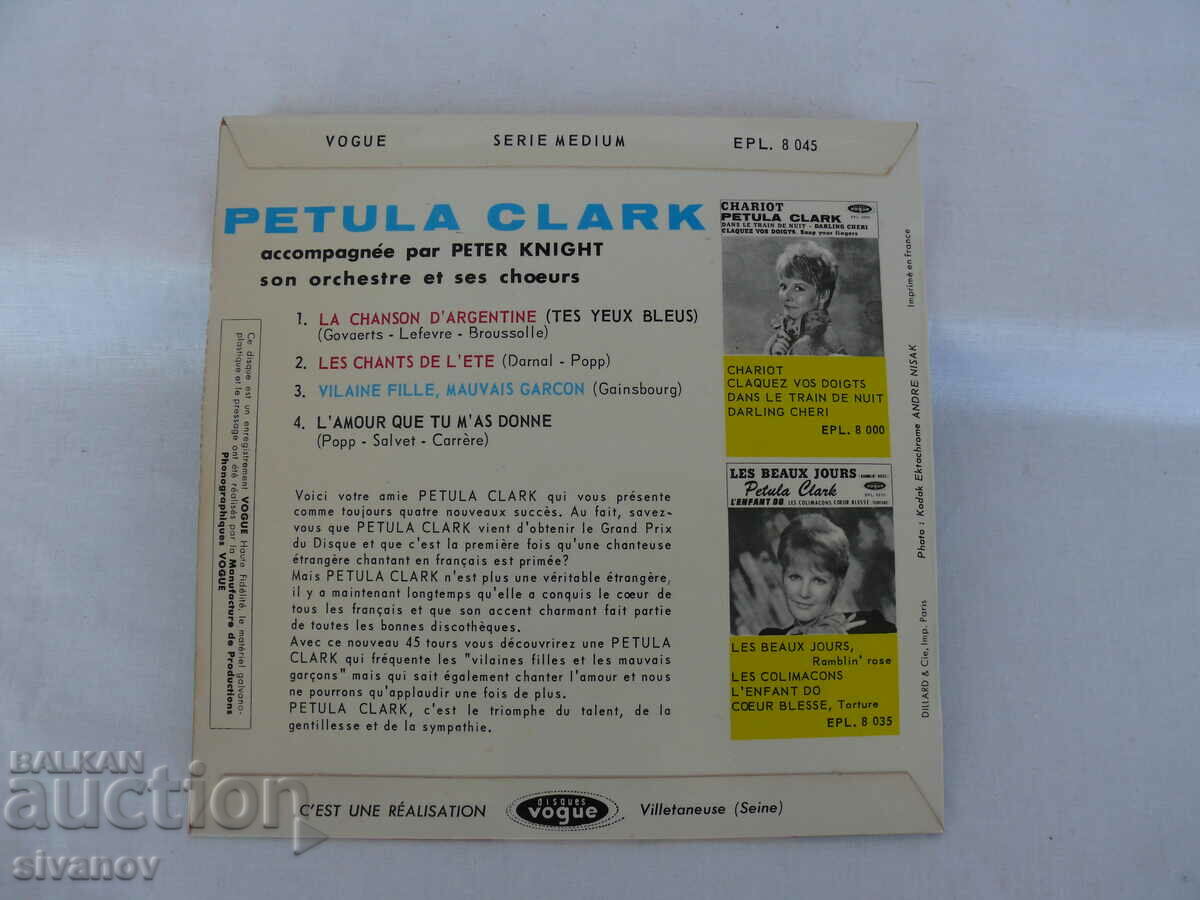 VOGUE SERIE MEDIUM EPL. 8 045
PETULA CLARK
accompagnée par PETER KNIGHT
son orchestre et ses chœurs
1. LA CHANSON D'ARGENTINE (TES YEUX BLEUS)
(Govaerts - Lefevre - Broussolle)
2. LES CHANTS DE L'ETE (Darnal - Popp)
3. VILAINE FILLE, MAUVAIS GARCON (Gainsbourg)
4. L'AMOUR QUE TU M'AS DONNE
(Popp - Salvet - Carrère)
Voici votre amie PETULA CLARK qui vous présente
comme toujours quatre nouveaux succès. Au fait, savez-
vous que PETULA CLARK vient d'obtenir le Grand Prix
du Disque et que c'est la première fois qu'une chanteuse
étrangère chantant en français est primée?
Mais PETULA CLARK n'est plus une véritable étrangère,
il y a maintenant longtemps qu'elle a conquis le cœur de
tous les français et que son accent charmant fait partie
de toutes les bonnes discothèques.
Avec ce nouveau 45 tours vous découvrirez une PETULA
CLARK qui fréquente les "vilaines filles et les mauvais
garçons" mais qui sait également chanter l'amour et nous
ne pourrons qu'applaudir une fois de plus.
PETULA CLARK, c'est le triomphe du talent, de la
gentillesse et de la sympathie.
Ce disque est un enregistrement VOGUE Haute Fidélité, le matériel galvano-
plastique et le pressage ont été réalisés par la Manufacture de Productions
Phonographiques VOGUE
CHARIOT
vogue
PETULA CLARK
DANS LE TRAIN DE NUIT - DARLING CHERI
CLAQUEZ VOS DOIGTS Snap your fingers
CHARIOT
CLAQUEZ VOS DOIGTS
DANS LE TRAIN DE NUIT
DARLING CHERI
EPL. 8 000
LES BEAUX JOURS
vogue
Petula Clark
L'ENFANT DO LES COLIMACONS CŒUR BLESSE
LES BEAUX JOURS,
Ramblin' rose
LES COLIMACONS
L'ENFANT DO
CŒUR BLESSE, Torture
EPL. 8 035
Imprimé en France
Photo : Kodak Ektachrome ANDRE NISAK
DILLARD & Cie, Imp. Paris
C'EST UNE RÉALISATION disques vogue Villetaneuse (Seine)
BALKAN
auction
sivanov